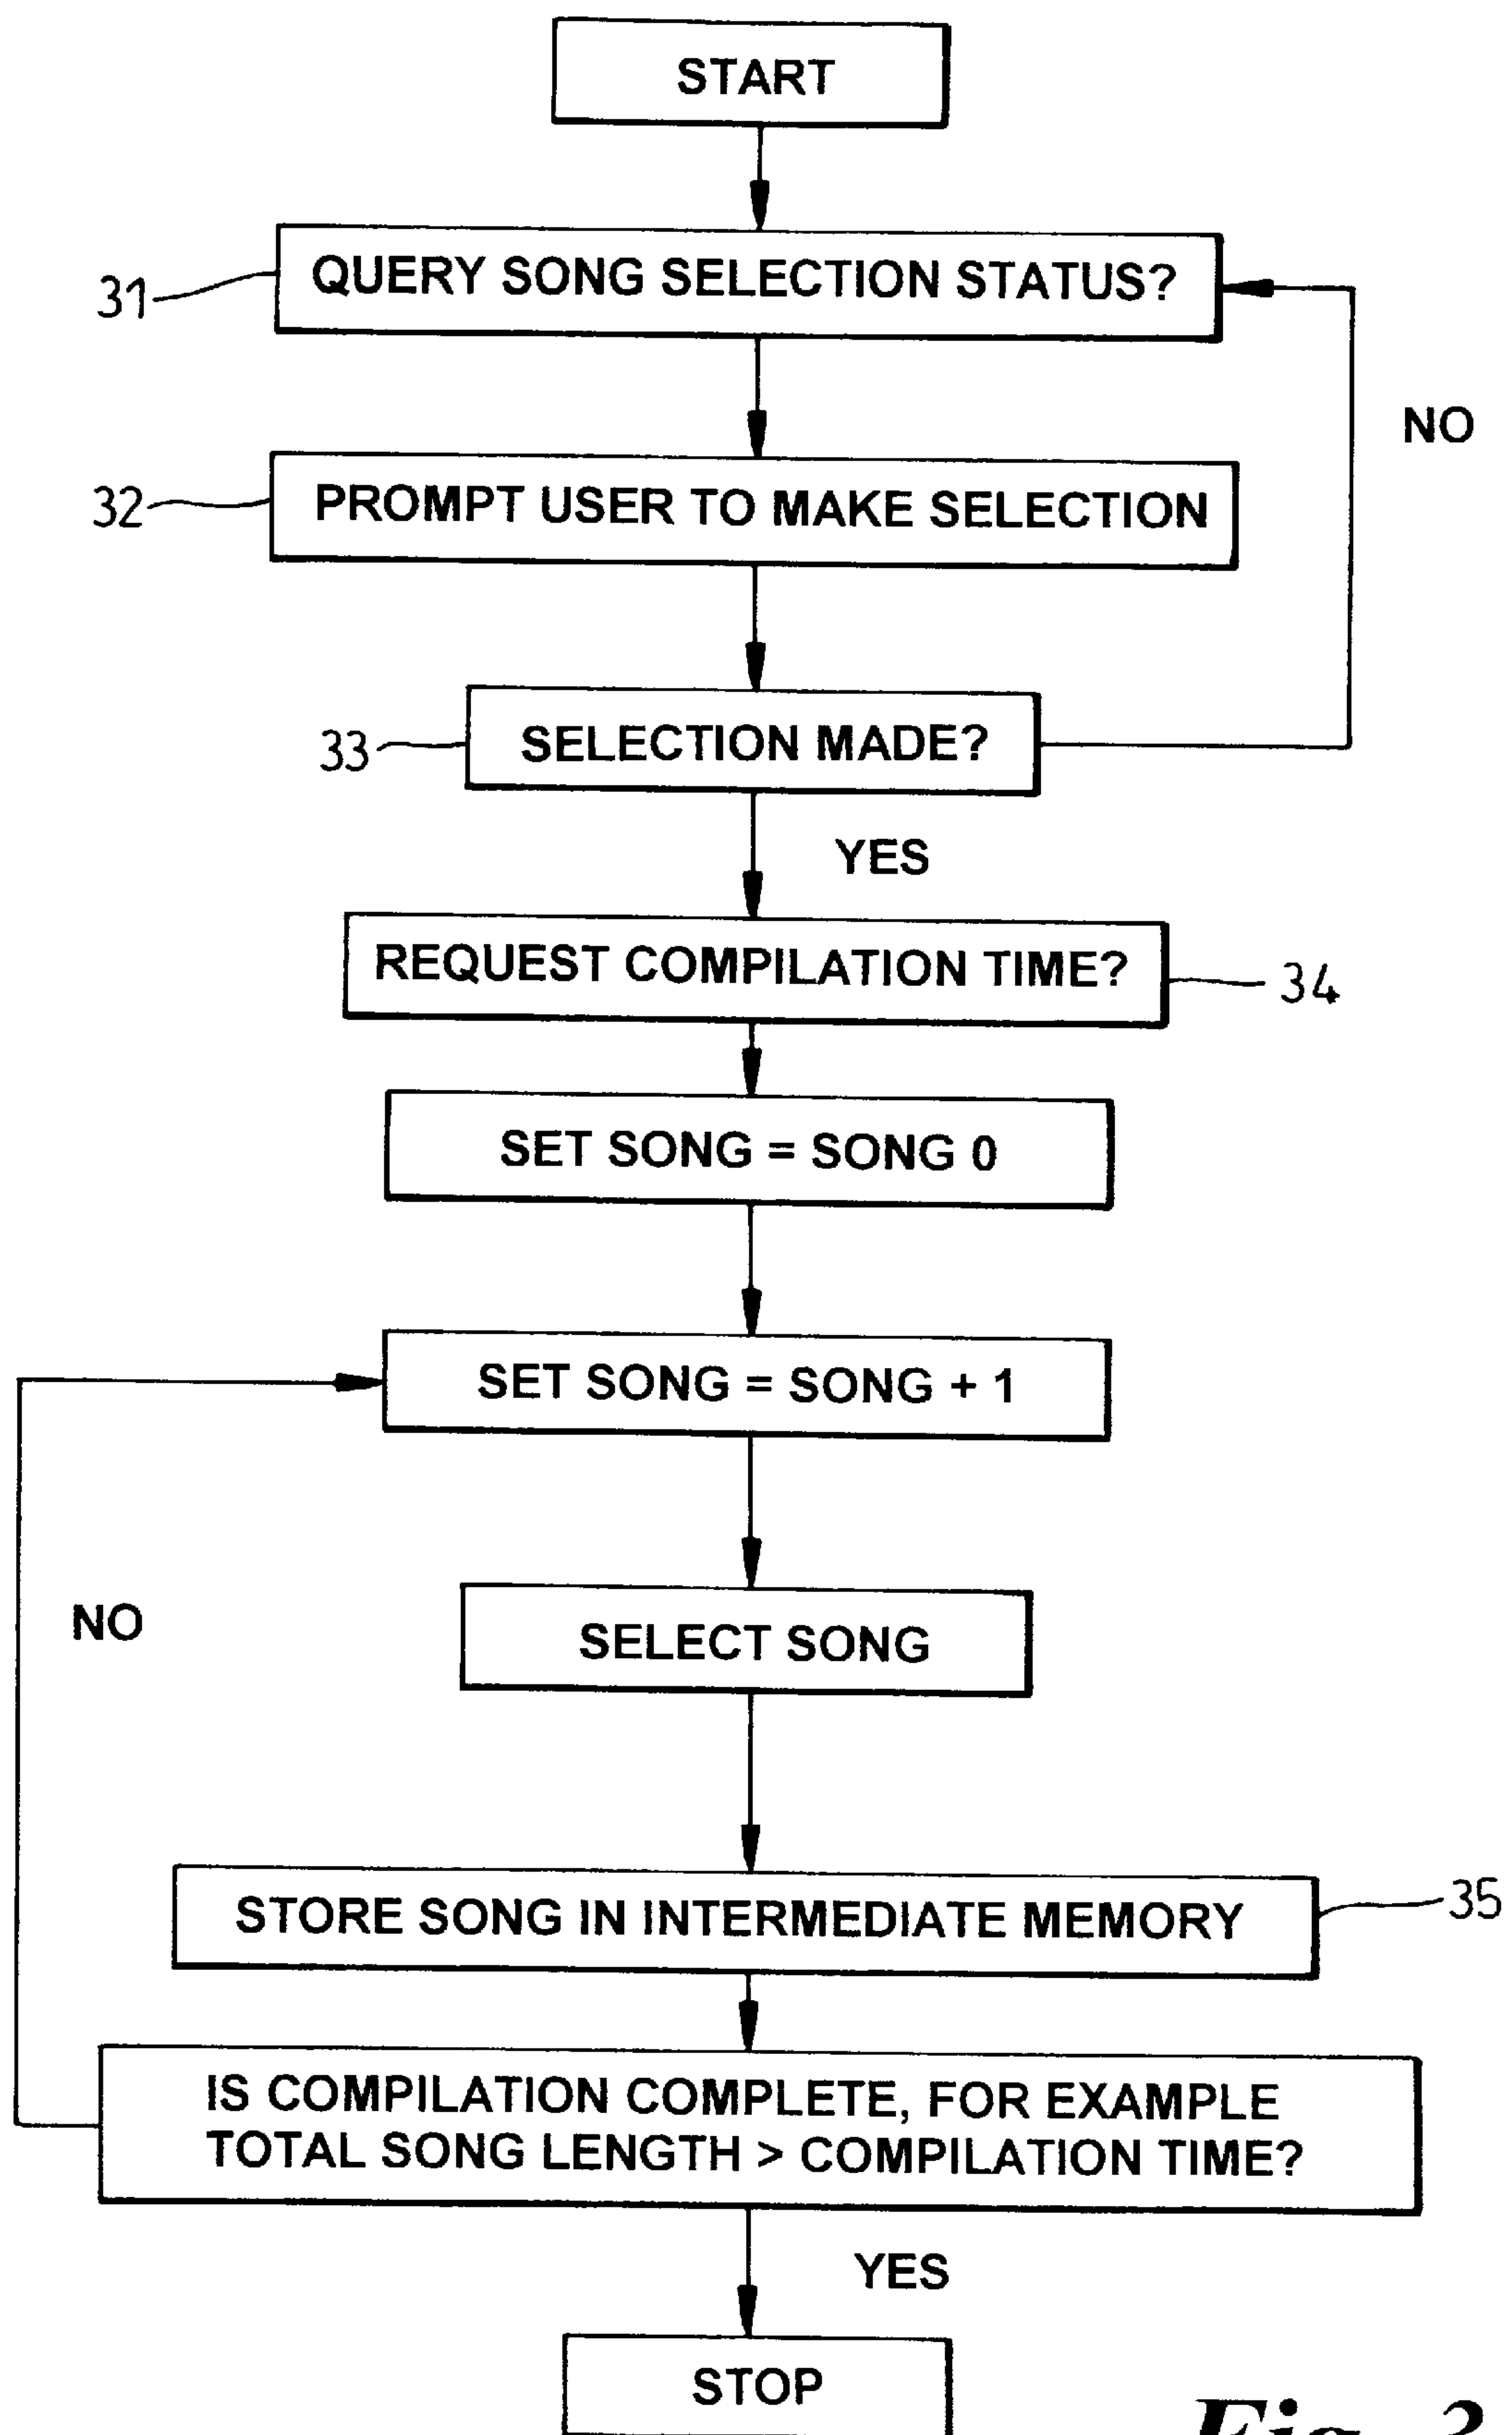 START
31
QUERY SONG SELECTION STATUS?
NO
32
PROMPT USER TO MAKE SELECTION
33
SELECTION MADE?
YES
REQUEST COMPILATION TIME?
34
SET SONG = SONG 0
SET SONG = SONG + 1
NO
SELECT SONG
STORE SONG IN INTERMEDIATE MEMORY
35
IS COMPILATION COMPLETE, FOR EXAMPLE
TOTAL SONG LENGTH > COMPILATION TIME?
YES
STOP
Fig. 3